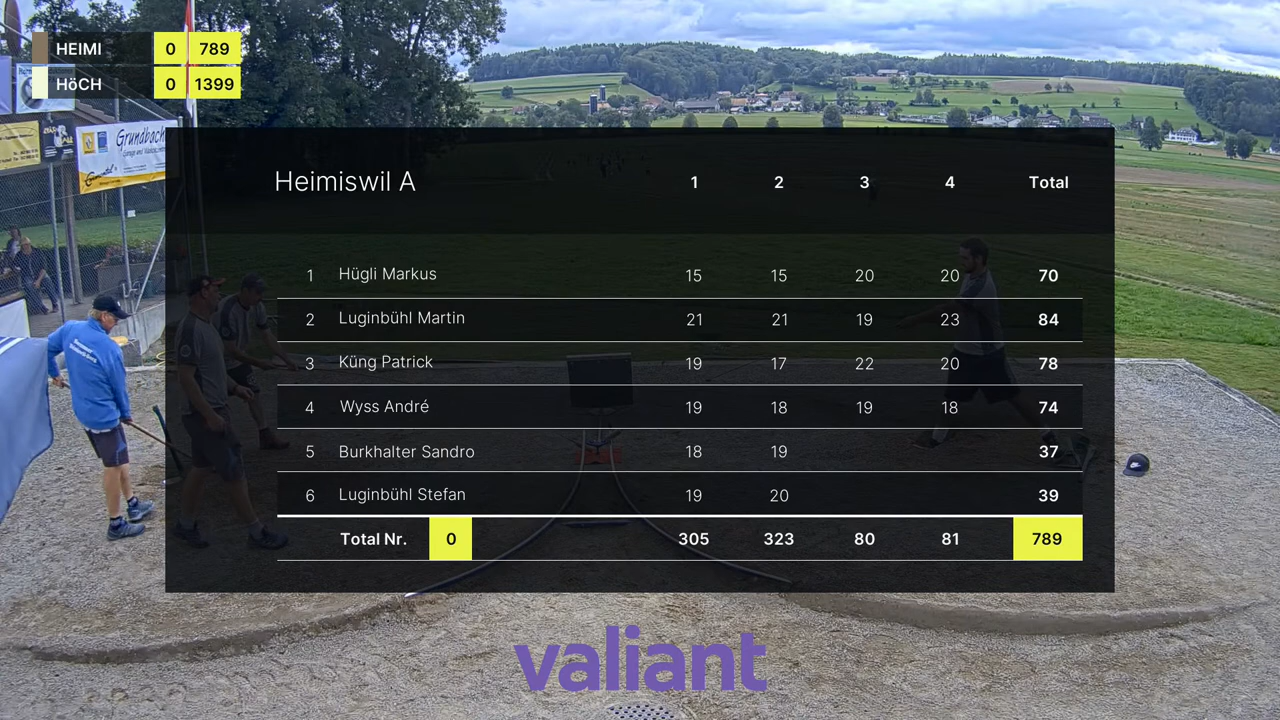 HEIMI 0 789
HöCH 0 1399
Grundbach
Heimiswil A 1 2 3 4 Total
1 Hügli Markus 15 15 20 20 70
2 Luginbühl Martin 21 21 19 23 84
3 Küng Patrick 19 17 22 20 78
4 Wyss André 19 18 19 18 74
5 Burkhalter Sandro 18 19 37
6 Luginbühl Stefan 19 20 39
Total Nr. 0 305 323 80 81 789
valiant